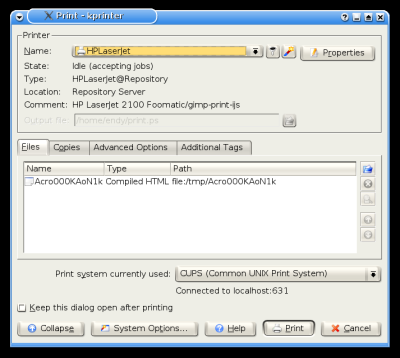 Print - kprinter
Printer
Name: HPLaserjet Properties
State: Idle (accepting jobs)
Type: HPLaserjet@Repository
Location: Repository Server
Comment: HP LaserJet 2100 Foomatic/gimp-print-ijs
Output file: /home/endy/print.ps
Files Copies Advanced Options Additional Tags
Name Type Path
Acro000KAoN1k Compiled HTML file:/tmp/Acro000KAoN1k
Print system currently used: CUPS (Common UNIX Print System)
Connected to localhost:631
Keep this dialog open after printing
Collapse System Options... Help Print Cancel